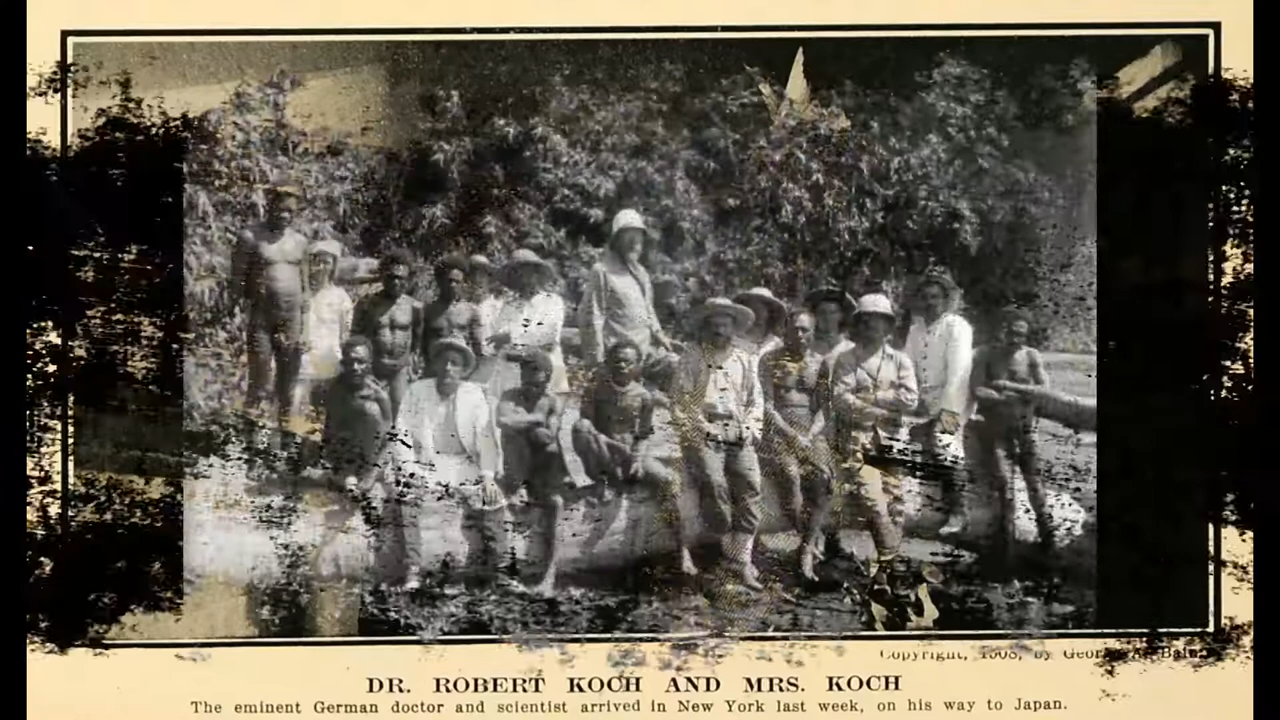 Copyright, 1908, by George
DR. ROBERT KOCH AND MRS. KOCH
The eminent German doctor and scientist arrived in New York last week, on his way to Japan.